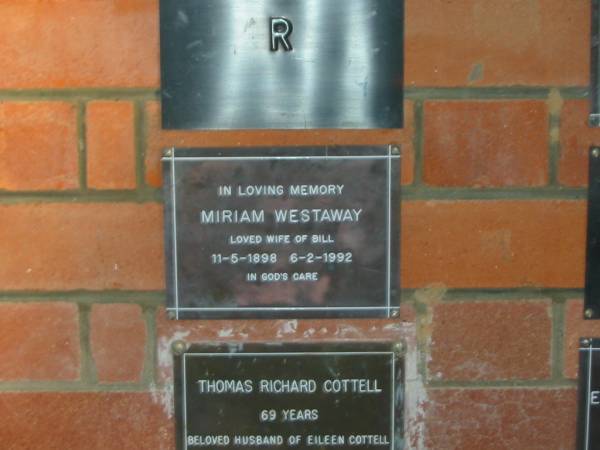 R
IN LOVING MEMORY
MIRIAM WESTAWAY
LOVED WIFE OF BILL
11-5-1898 6-2-1992
IN GOD'S CARE
THOMAS RICHARD COTTELL
69 YEARS
BELOVED HUSBAND OF EILEEN COTTELL
E